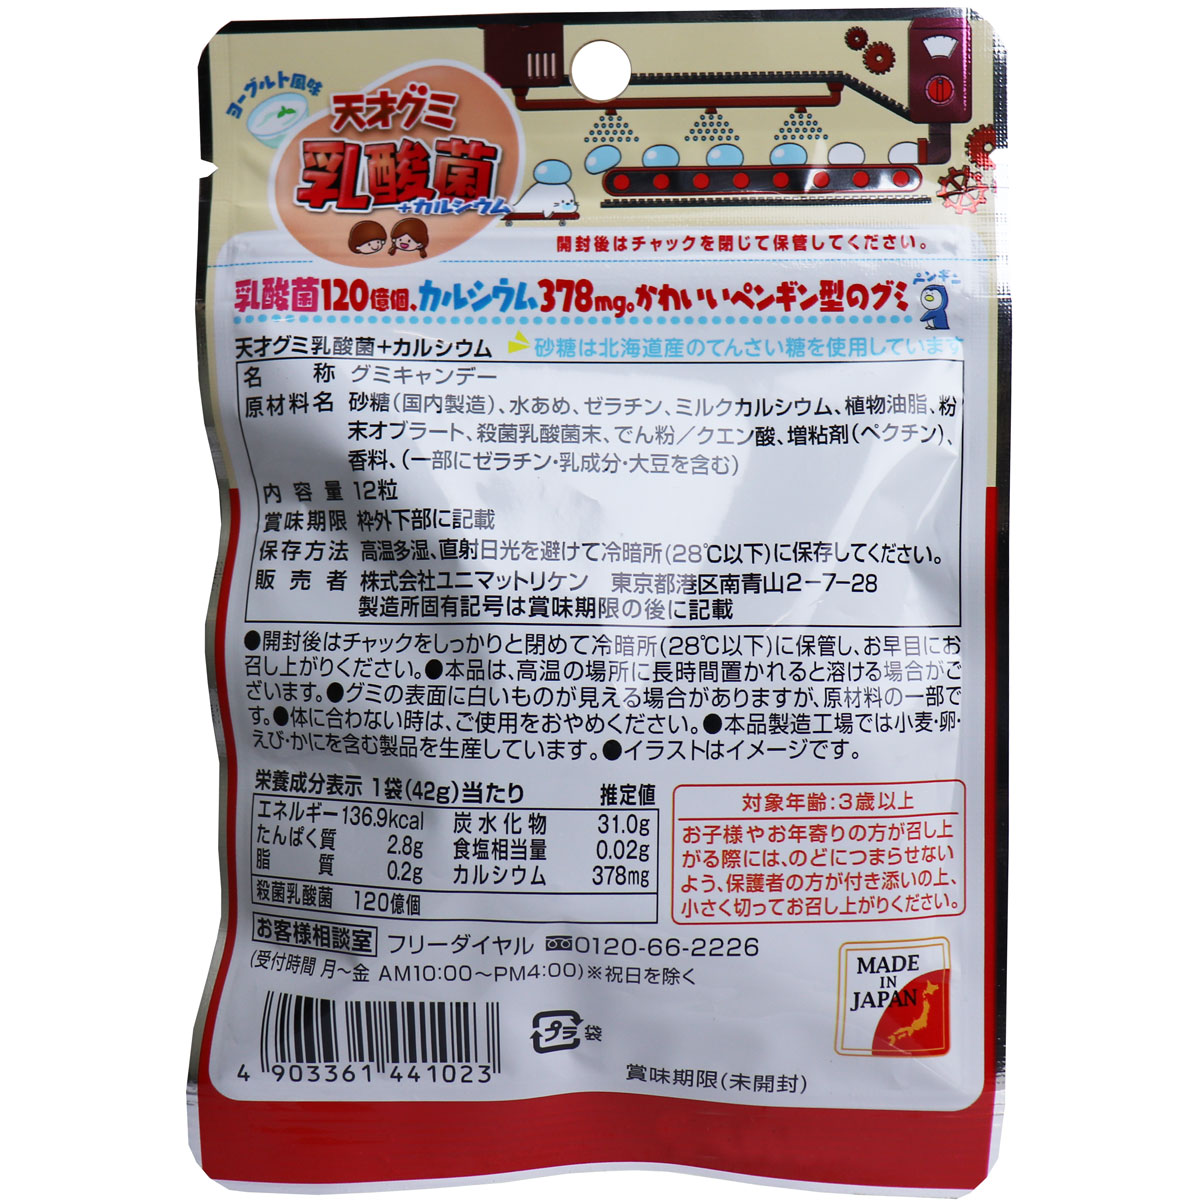 ヨーグルト風味
天才グミ
乳酸菌
+カルシウム
開封後はチャックを閉じて保管してください。
乳酸菌120億個、カルシウム378mg。かわいいペンギン型のグミ
ペンギン
天才グミ乳酸菌+カルシウム
砂糖は北海道産のてんさい糖を使用しています
名称 グミキャンデー
原材料名 砂糖(国内製造)、水あめ、ゼラチン、ミルクカルシウム、植物油脂、粉
末オブラート、殺菌乳酸菌末、でん粉/クエン酸、増粘剤(ペクチン)、
香料、(一部にゼラチン・乳成分・大豆を含む)
内容量 12粒
賞味期限 枠外下部に記載
保存方法 高温多湿、直射日光を避けて冷暗所(28℃以下)に保存してください。
販売者 株式会社ユニマットリケン 東京都港区南青山2-7-28
製造所固有記号は賞味期限の後に記載
●開封後はチャックをしっかりと閉めて冷暗所(28℃以下)に保管し、お早目にお
召し上がりください。●本品は、高温の場所に長時間置かれると溶ける場合がご
ざいます。●グミの表面に白いものが見える場合がありますが、原材料の一部で
す。●体に合わない時は、ご使用をおやめください。●本品製造工場では小麦・卵・
えび・かにを含む製品を生産しています。●イラストはイメージです。
栄養成分表示 1袋(42g)当たり 推定値
エネルギー 136.9kcal 炭水化物 31.0g
たんぱく質 2.8g 食塩相当量 0.02g
脂質 0.2g カルシウム 378mg
殺菌乳酸菌 120億個
対象年齢:3歳以上
お子様やお年寄りの方が召し上
がる際には、のどにつまらせない
よう、保護者の方が付き添いの上、
小さく切ってお召し上がりください。
お客様相談室 フリーダイヤル 0120-66-2226
(受付時間 月~金 AM10:00~PM4:00)※祝日を除く
MADE
IN
JAPAN
プラ 袋
4 903361 441023
賞味期限(未開封)